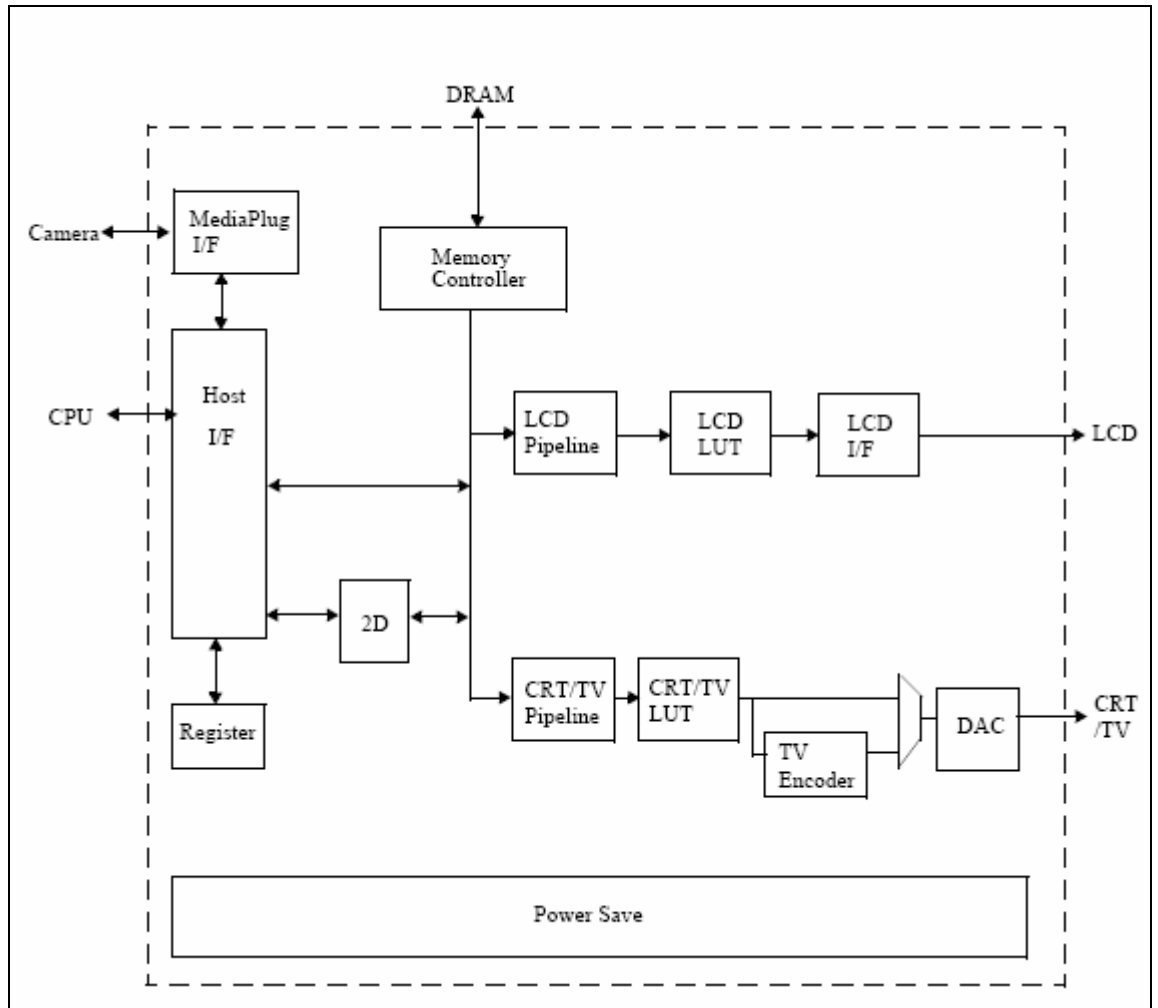 DRAM
Camera
MediaPlug
I/F
Memory
Controller
CPU
Host
I/F
LCD
Pipeline
LCD
LUT
LCD
I/F
LCD
2D
Register
CRT/TV
Pipeline
CRT/TV
LUT
TV
Encoder
DAC
CRT
/TV
Power Save